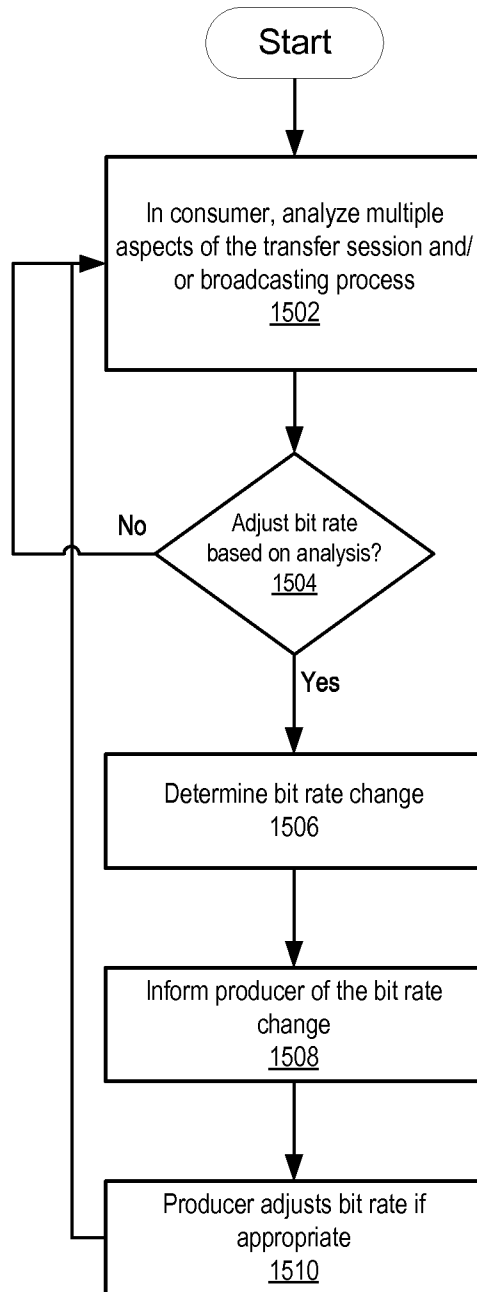 Start
In consumer, analyze multiple
aspects of the transfer session and/
or broadcasting process
1502
No
Adjust bit rate
based on analysis?
1504
Yes
Determine bit rate change
1506
Inform producer of the bit rate
change
1508
Producer adjusts bit rate if
appropriate
1510